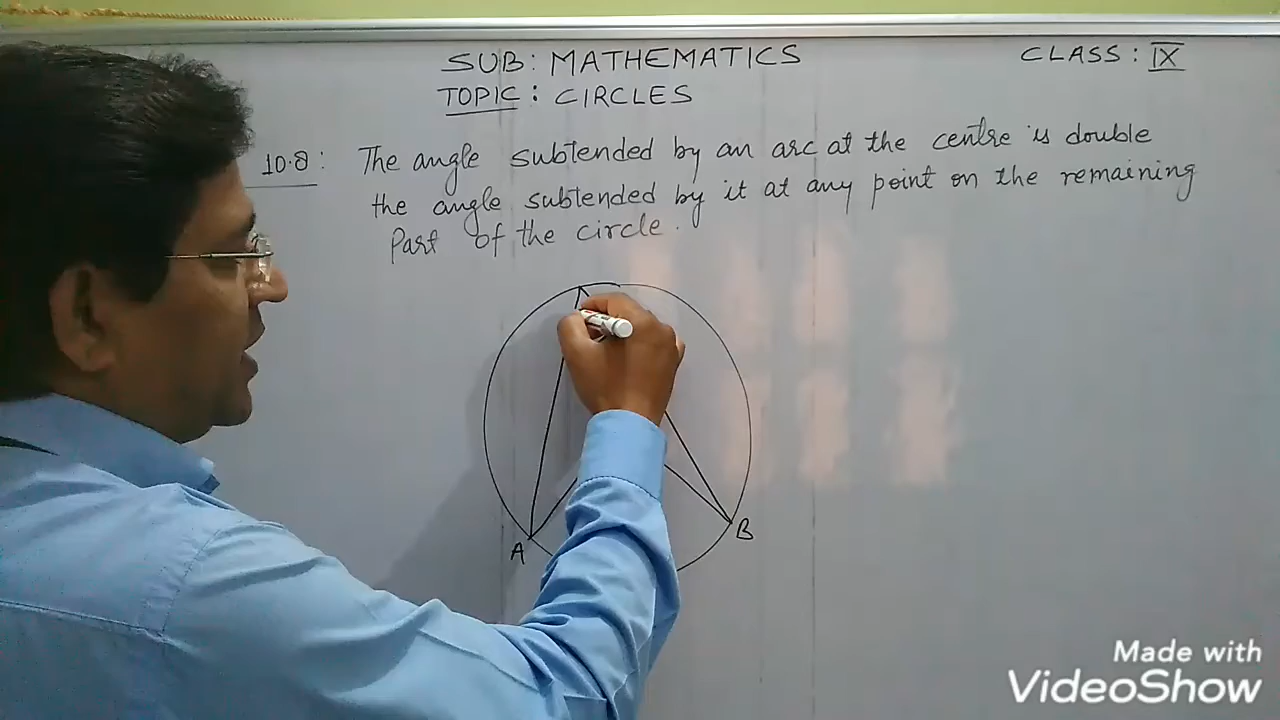 SUB: MATHEMATICS
CLASS: IX
TOPIC: CIRCLES
10.8: The angle subtended by an arc at the centre is double
the angle subtended by it at any point on the remaining
Part of the circle.
A
B
Made with
VideoShow